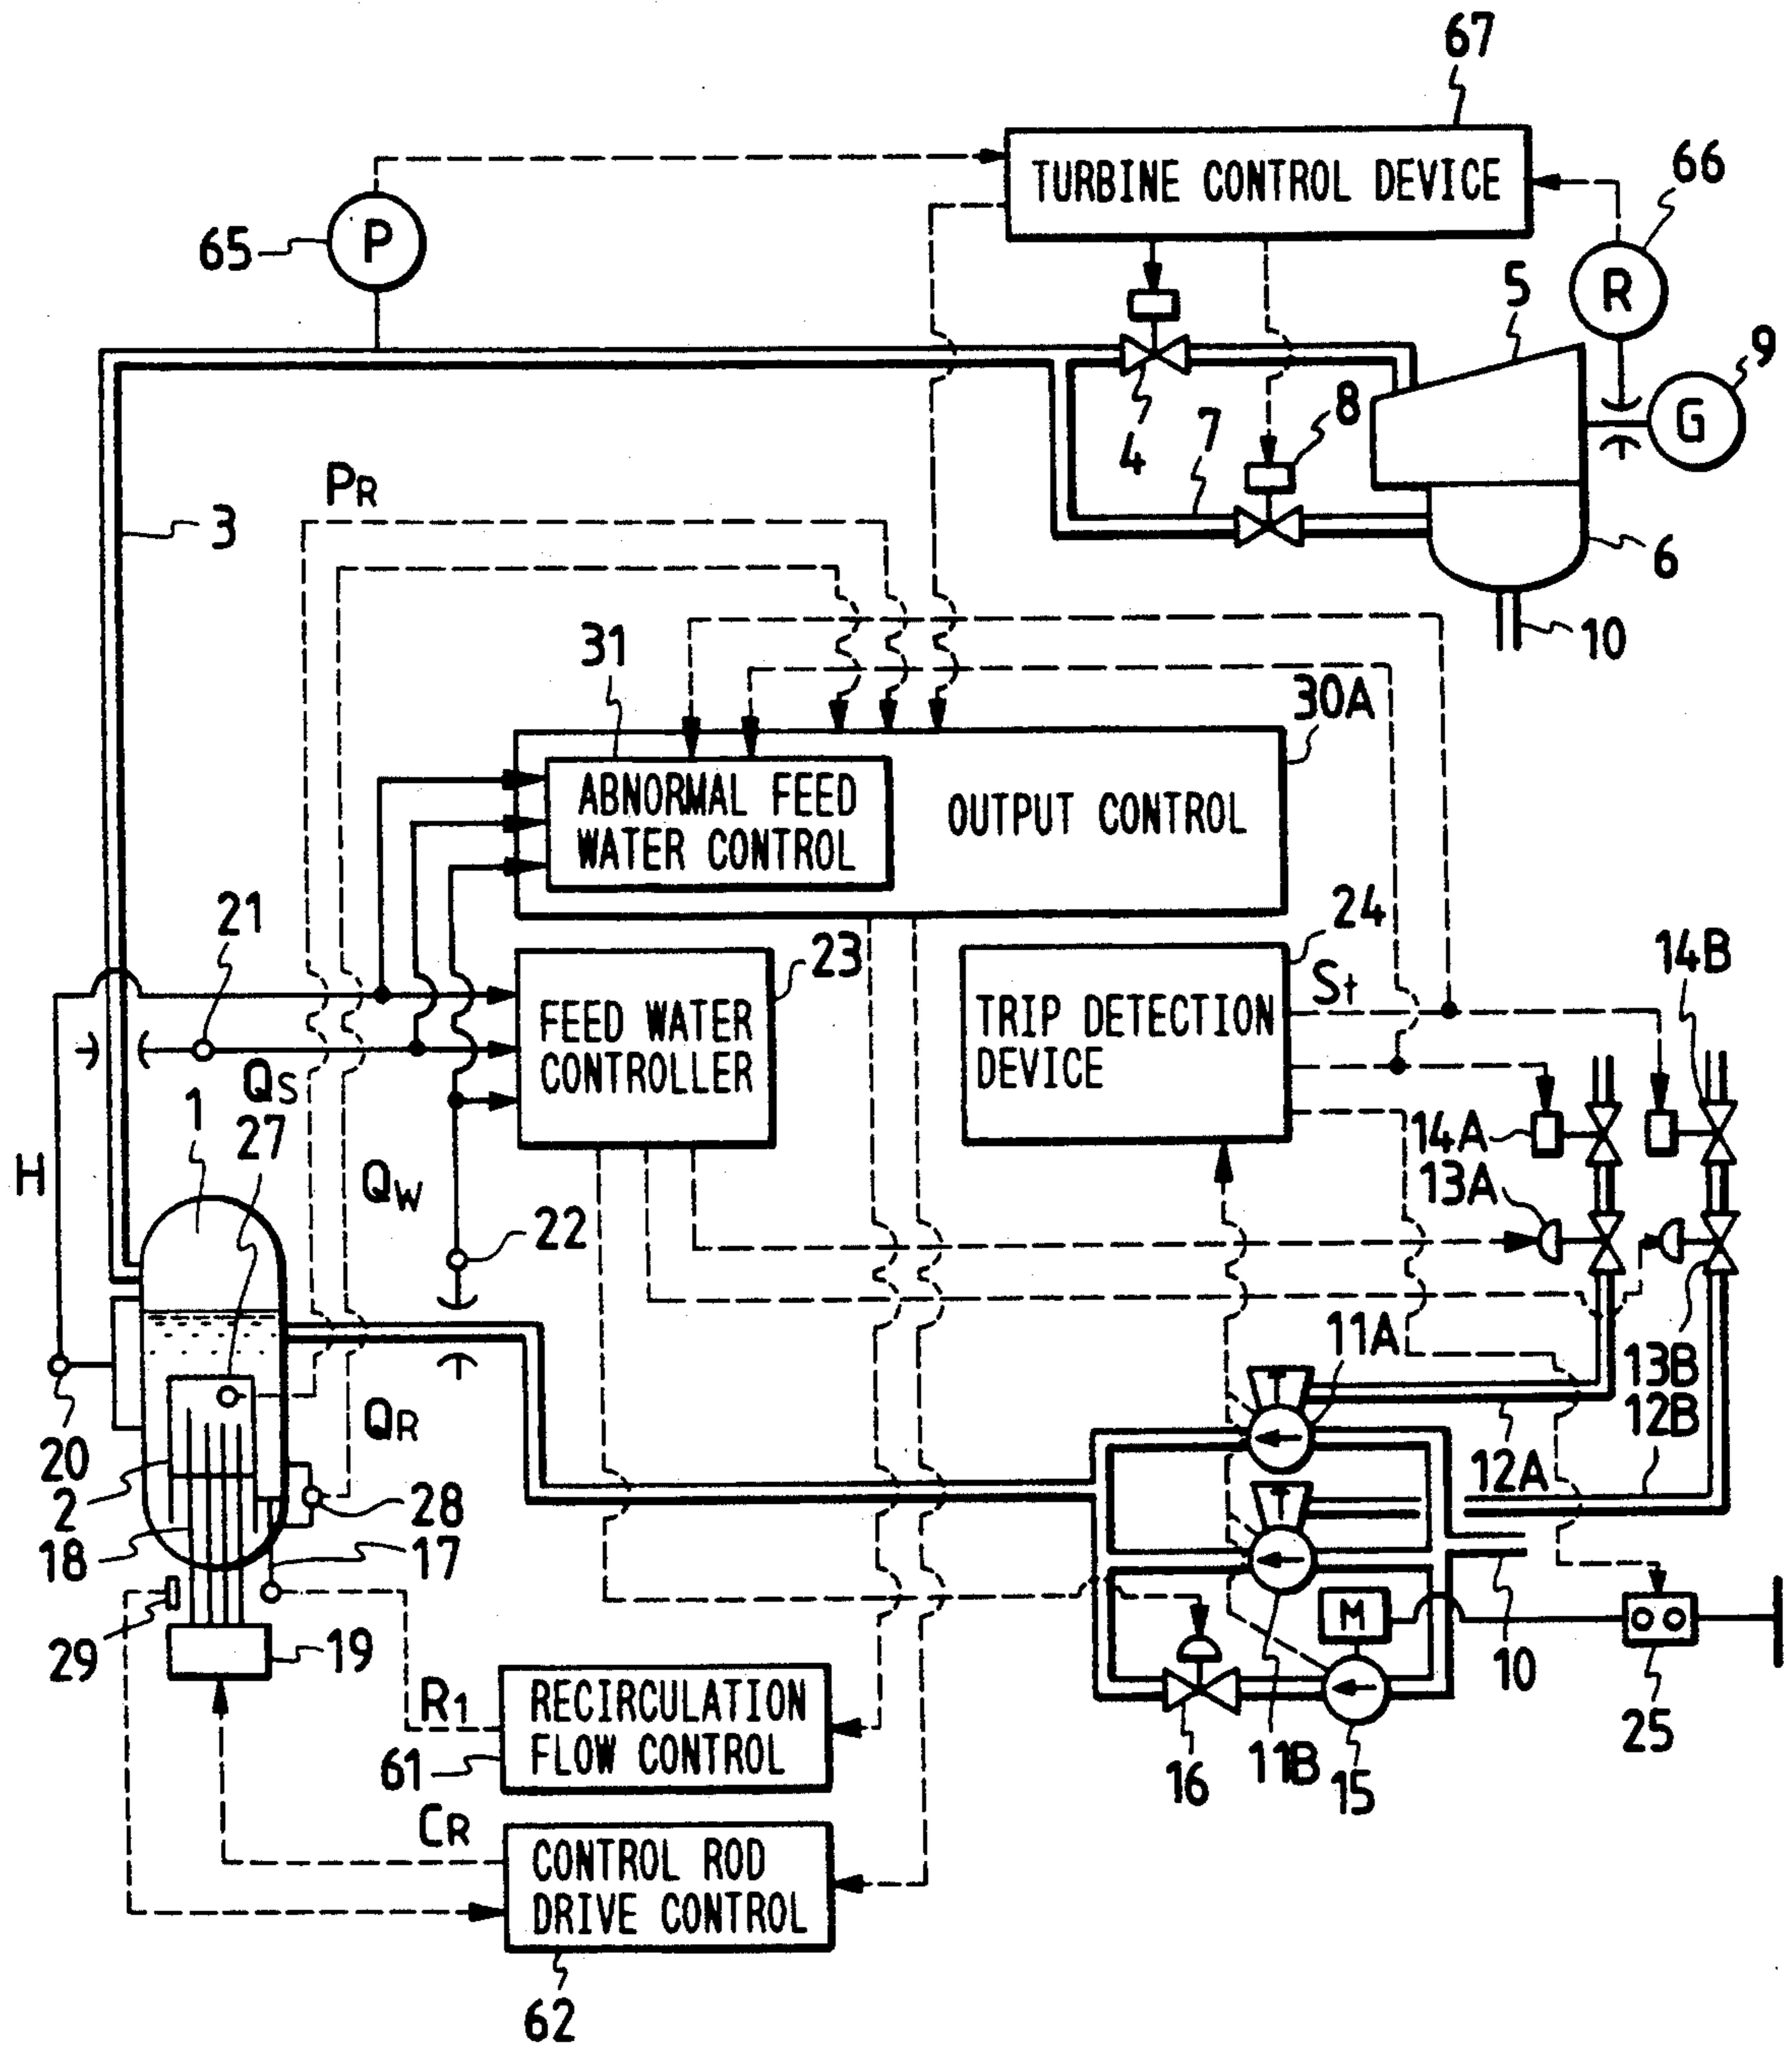 67
TURBINE CONTROL DEVICE
66
65
P
R
5
9
G
4
7
8
PR
3
6
10
31
30A
ABNORMAL FEED
WATER CONTROL
OUTPUT CONTROL
21
23
24
14B
FEED WATER
CONTROLLER
TRIP DETECTION
DEVICE
St
QS
1
27
H
QW
22
14A
13A
11A
13B
12B
T
QR
20
2
28
12A
T
18
17
29
19
M
10
25
R1
RECIRCULATION
FLOW CONTROL
61
16
11B
15
CR
CONTROL ROD
DRIVE CONTROL
62